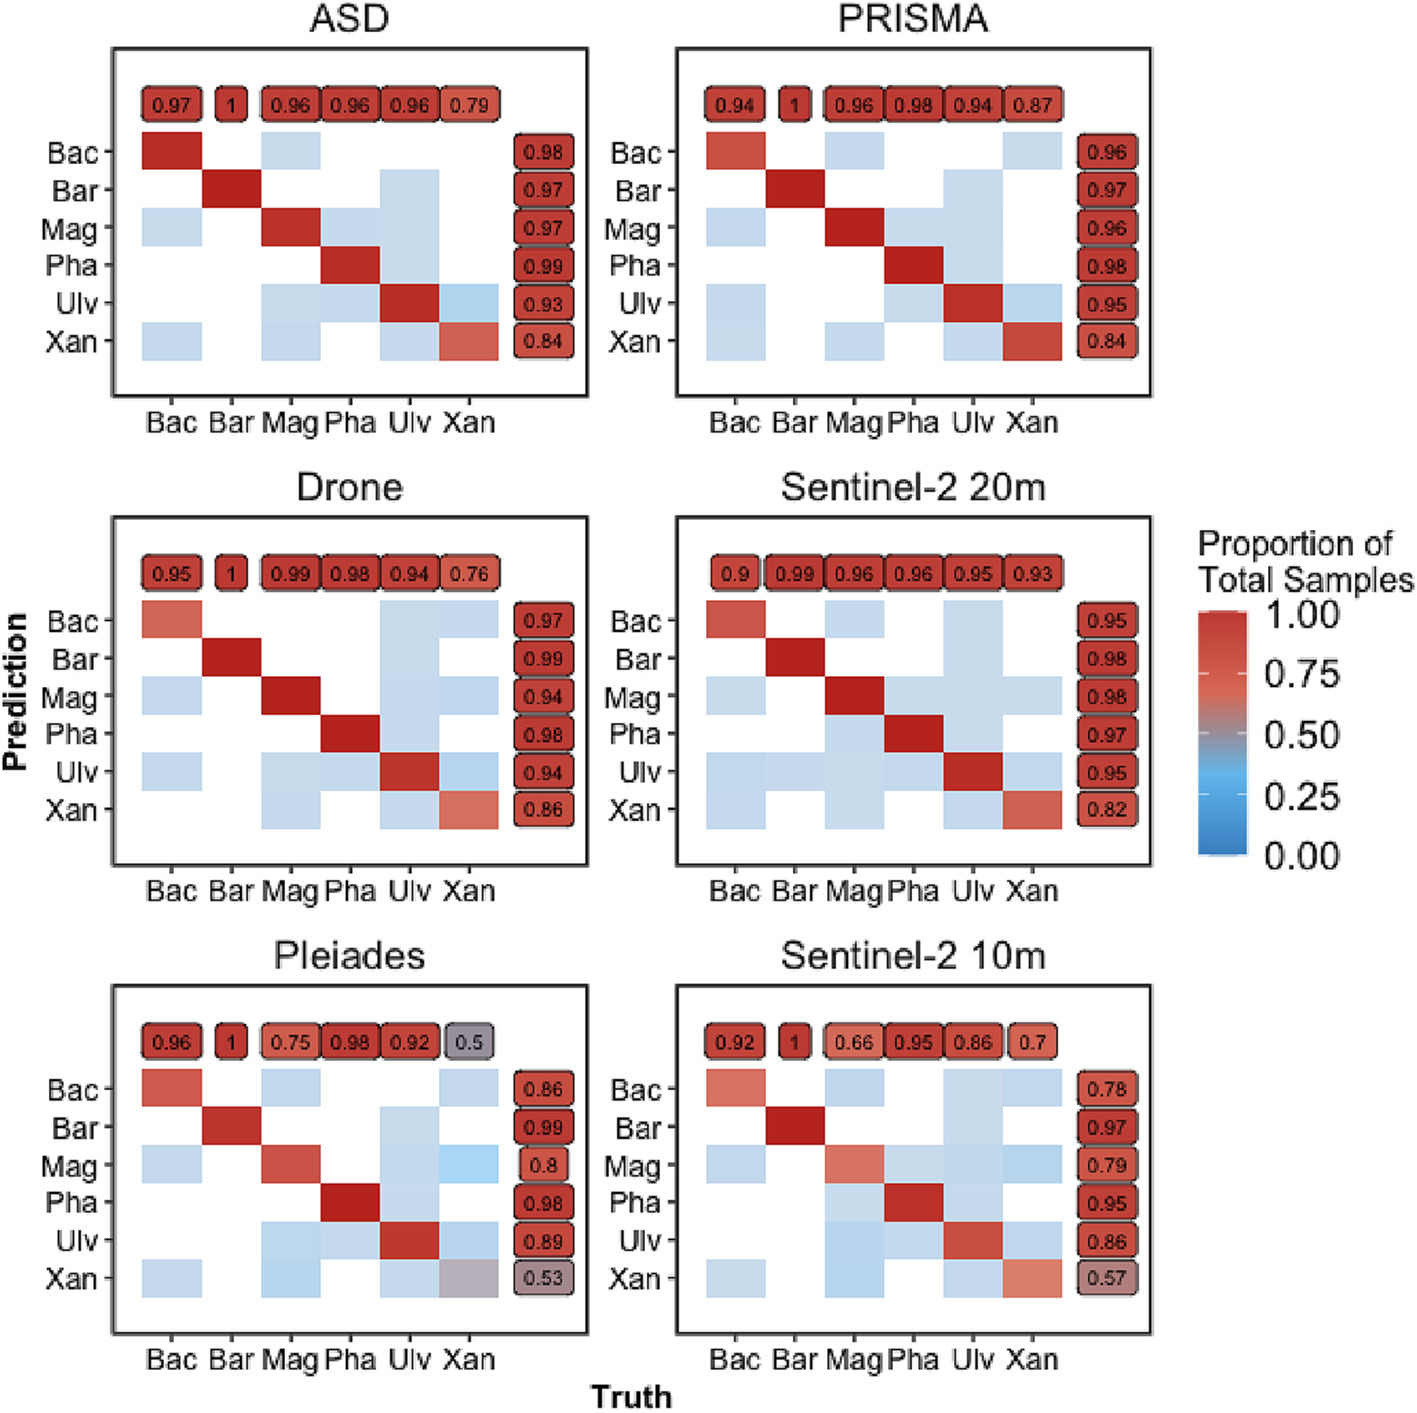 ASD
0.97 1 0.96 0.96 0.96 0.79
Bac 0.98
Bar 0.97
Mag 0.97
Pha 0.99
Ulv 0.93
Xan 0.84
Bac Bar Mag Pha Ulv Xan
PRISMA
0.94 1 0.96 0.98 0.94 0.87
Bac 0.96
Bar 0.97
Mag 0.96
Pha 0.98
Ulv 0.95
Xan 0.84
Bac Bar Mag Pha Ulv Xan
Prediction
Drone
0.95 1 0.99 0.98 0.94 0.76
Bac 0.97
Bar 0.99
Mag 0.94
Pha 0.98
Ulv 0.94
Xan 0.86
Bac Bar Mag Pha Ulv Xan
Sentinel-2 20m
0.9 0.99 0.96 0.96 0.95 0.93
Bac 0.95
Bar 0.98
Mag 0.98
Pha 0.97
Ulv 0.95
Xan 0.82
Bac Bar Mag Pha Ulv Xan
Proportion of
Total Samples
1.00
0.75
0.50
0.25
0.00
Pleiades
0.96 1 0.75 0.98 0.92 0.5
Bac 0.86
Bar 0.99
Mag 0.8
Pha 0.98
Ulv 0.89
Xan 0.53
Bac Bar Mag Pha Ulv Xan
Sentinel-2 10m
0.92 1 0.66 0.95 0.86 0.7
Bac 0.78
Bar 0.97
Mag 0.79
Pha 0.95
Ulv 0.86
Xan 0.57
Bac Bar Mag Pha Ulv Xan
Truth